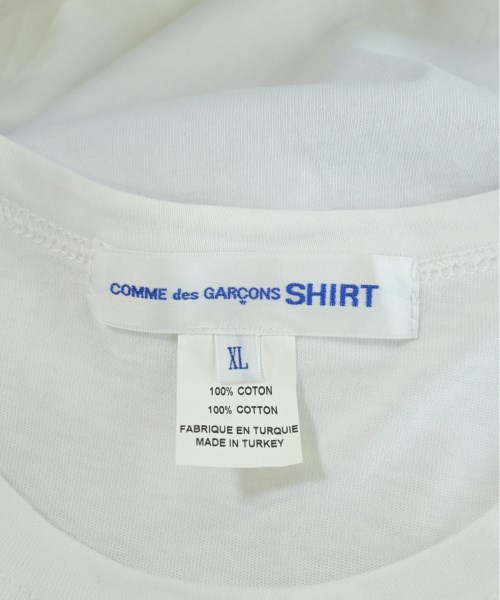 COMME des GARÇONS SHIRT
XL
100% COTON
100% COTTON
FABRIQUE EN TURQUIE
MADE IN TURKEY